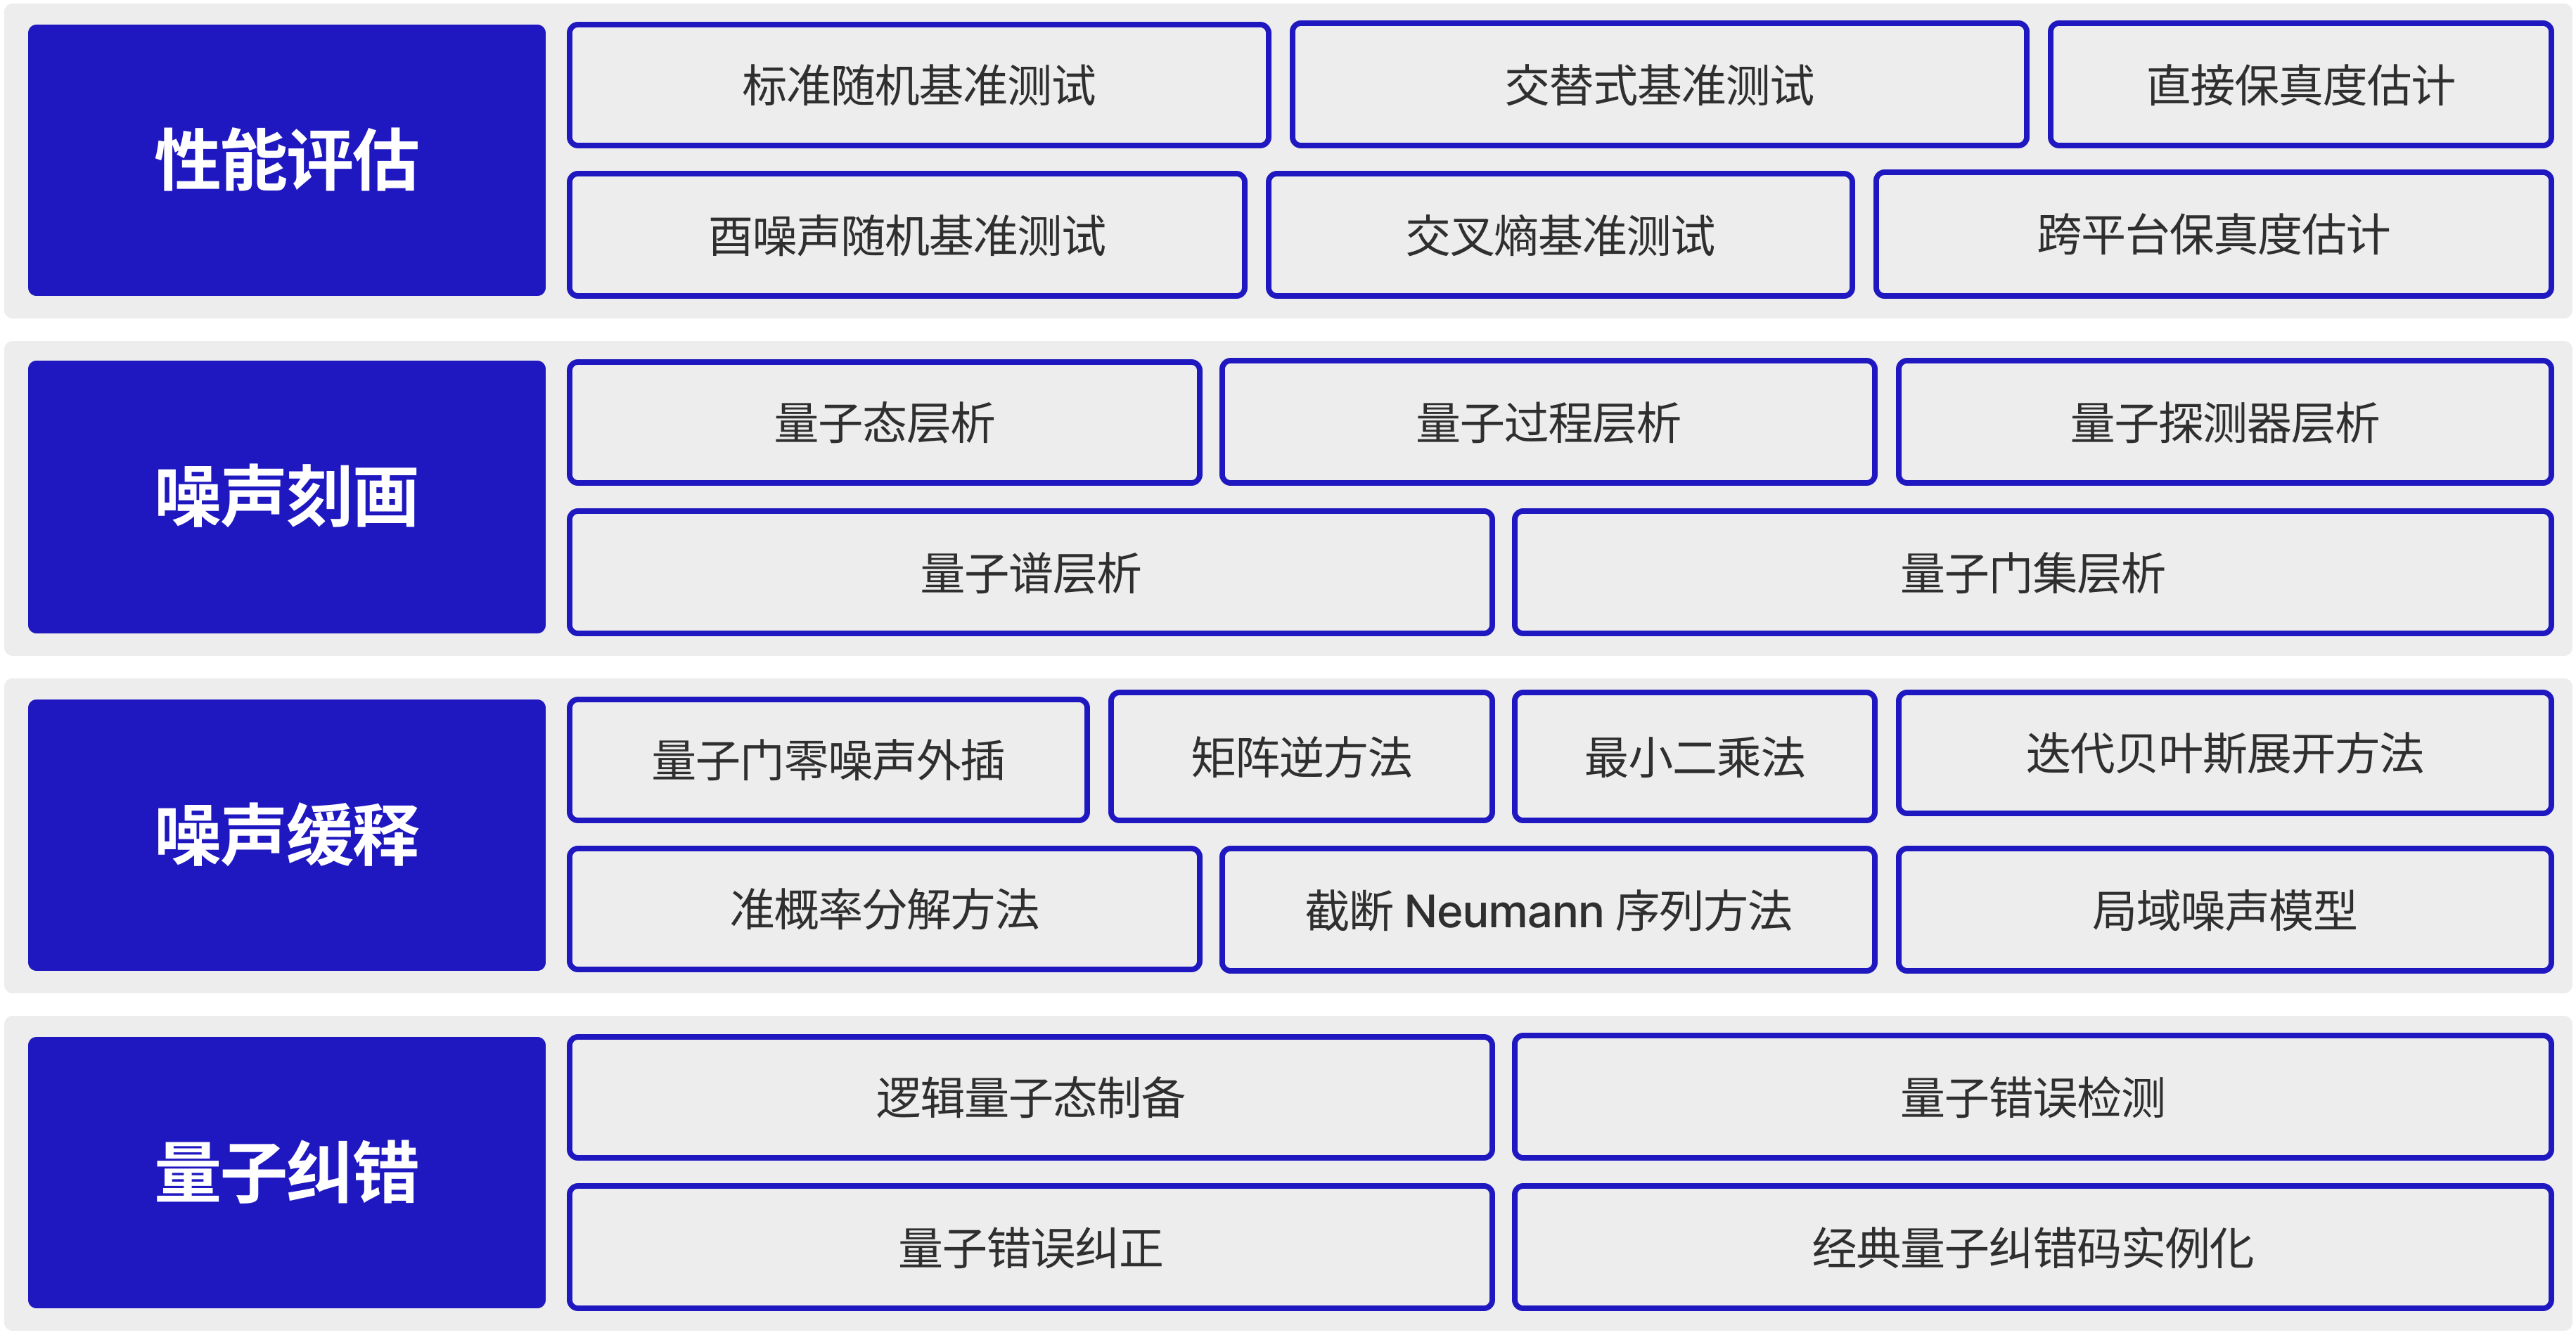 性能评估
标准随机基准测试
交替式基准测试
直接保真度估计
酉噪声随机基准测试
交叉熵基准测试
跨平台保真度估计
噪声刻画
量子态层析
量子过程层析
量子探测器层析
量子谱层析
量子门集层析
噪声缓释
量子门零噪声外插
矩阵逆方法
最小二乘法
迭代贝叶斯展开方法
准概率分解方法
截断 Neumann 序列方法
局域噪声模型
量子纠错
逻辑量子态制备
量子错误检测
量子错误纠正
经典量子纠错码实例化